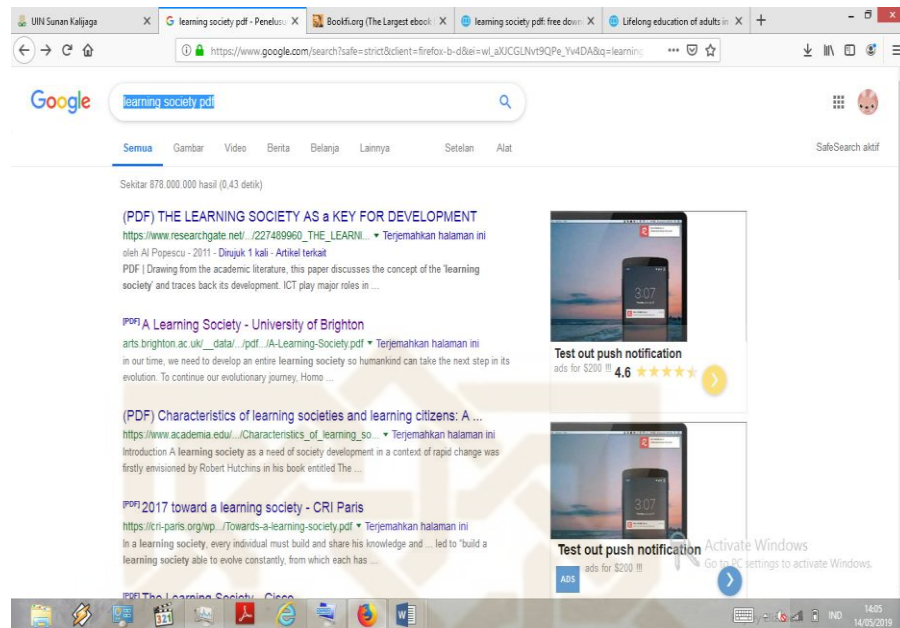 UIN Sunan Kalijaga
learning society pdf - Penelusu
Bookfi.org (The Largest ebook
learning society pdf: free down
Lifelong education of adults in
https://www.google.com/search?safe=strict&client=firefox-b-d&ei=wl_aXJCGLNvt9QPe_Yv4DA&q=learning
Google
learning society pdf
Semua Gambar Video Berita Belanja Lainnya Setelan Alat
SafeSearch aktif
Sekitar 878.000.000 hasil (0,43 detik)
(PDF) THE LEARNING SOCIETY AS a KEY FOR DEVELOPMENT
https://www.researchgate.net/.../227489960_THE_LEARNI... ▾ Terjemahkan halaman ini
oleh AI Popescu - 2011 - Dirujuk 1 kali - Artikel terkait
PDF | Drawing from the academic literature, this paper discusses the concept of the 'learning
society' and traces back its development. ICT play major roles in ...
[PDF] A Learning Society - University of Brighton
arts.brighton.ac.uk/__data/.../pdf.../A-Learning-Society.pdf ▾ Terjemahkan halaman ini
in our time, we need to develop an entire learning society so humankind can take the next step in its
evolution. To continue our evolutionary journey, Homo ...
(PDF) Characteristics of learning societies and learning citizens: A ...
https://www.academia.edu/.../Characteristics_of_learning_so... ▾ Terjemahkan halaman ini
Introduction A learning society as a need of society development in a context of rapid change was
firstly envisioned by Robert Hutchins in his book entitled The ...
[PDF] 2017 toward a learning society - CRI Paris
https://cri-paris.org/wp.../Towards-a-learning-society.pdf ▾ Terjemahkan halaman ini
In a learning society, every individual must build and share his knowledge and ... led to "build a
learning society able to evolve constantly, from which each has ...
[PDF] The Learning Society - Cisco
3:07
Test out push notification
ads for $200 !!!
4.6
3:07
Test out push notification
ADS
ads for $200 !!!
Activate Windows
Go to PC settings to activate Windows.
321
IND
14:05
14/05/2019